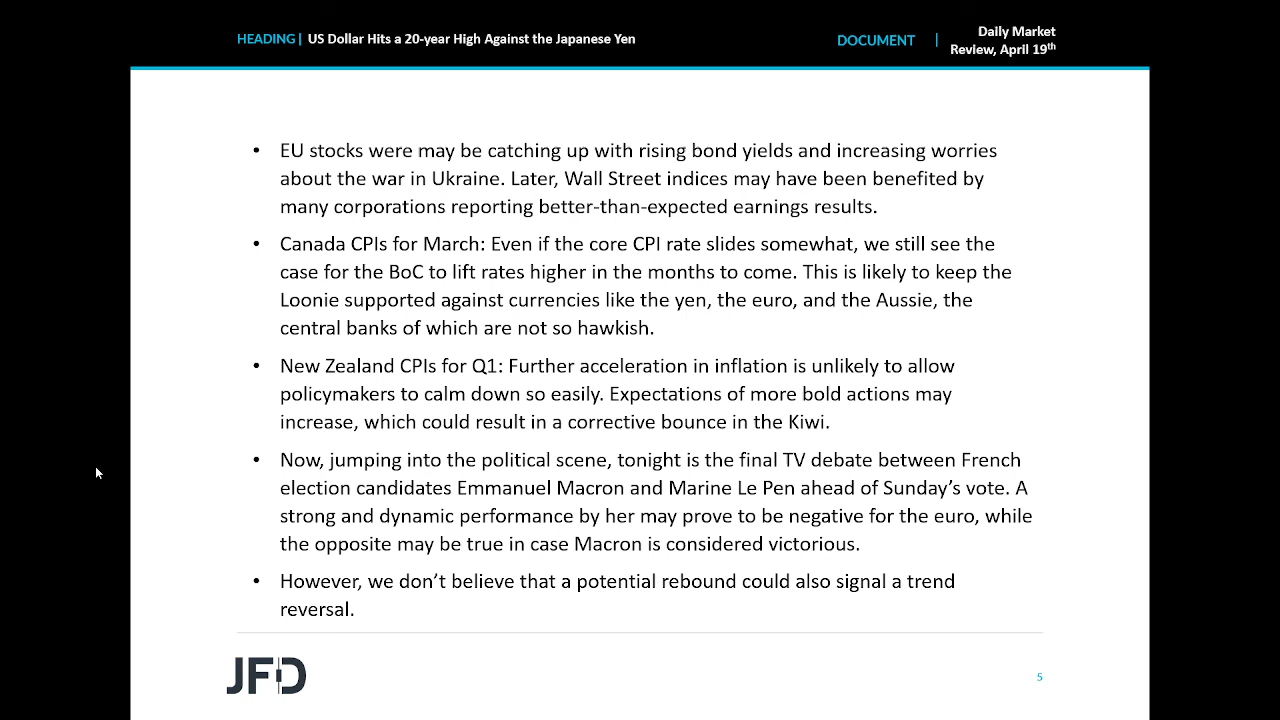 HEADING | US Dollar Hits a 20-year High Against the Japanese Yen
DOCUMENT | Daily Market
Review, April 19th
• EU stocks were may be catching up with rising bond yields and increasing worries
about the war in Ukraine. Later, Wall Street indices may have been benefited by
many corporations reporting better-than-expected earnings results.
• Canada CPIs for March: Even if the core CPI rate slides somewhat, we still see the
case for the BoC to lift rates higher in the months to come. This is likely to keep the
Loonie supported against currencies like the yen, the euro, and the Aussie, the
central banks of which are not so hawkish.
• New Zealand CPIs for Q1: Further acceleration in inflation is unlikely to allow
policymakers to calm down so easily. Expectations of more bold actions may
increase, which could result in a corrective bounce in the Kiwi.
• Now, jumping into the political scene, tonight is the final TV debate between French
election candidates Emmanuel Macron and Marine Le Pen ahead of Sunday’s vote. A
strong and dynamic performance by her may prove to be negative for the euro, while
the opposite may be true in case Macron is considered victorious.
• However, we don’t believe that a potential rebound could also signal a trend
reversal.
JFD
5